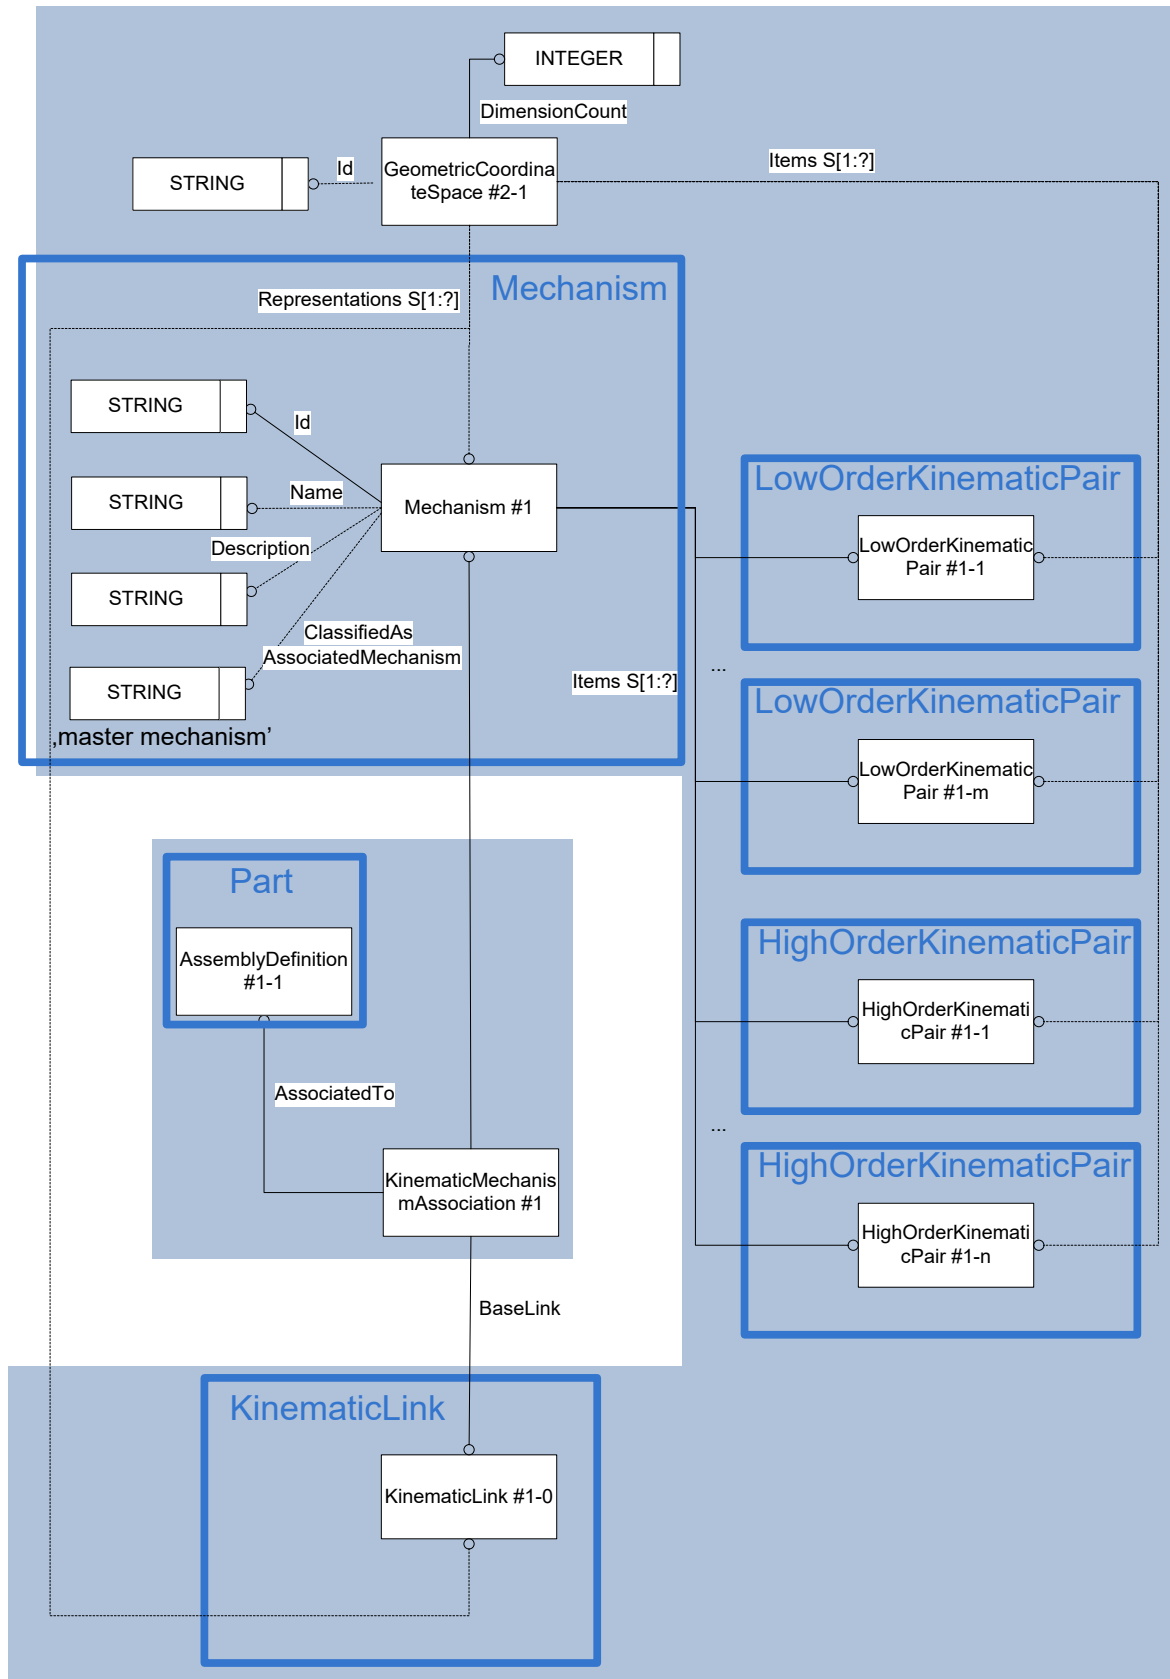 INTEGER
DimensionCount
Items S[1:?]
Id
STRING
GeometricCoordina
teSpace #2-1
Mechanism
Representations S[1:?]
STRING
Id
STRING
Name
Mechanism #1
Description
STRING
ClassifiedAs
AssociatedMechanism
STRING
Items S[1:?]
‚master mechanism’
LowOrderKinematicPair
LowOrderKinematic
Pair #1-1
...
LowOrderKinematicPair
LowOrderKinematic
Pair #1-m
Part
AssemblyDefinition
#1-1
AssociatedTo
KinematicMechanis
mAssociation #1
HighOrderKinematicPair
HighOrderKinemati
cPair #1-1
...
HighOrderKinematicPair
HighOrderKinemati
cPair #1-n
BaseLink
KinematicLink
KinematicLink #1-0